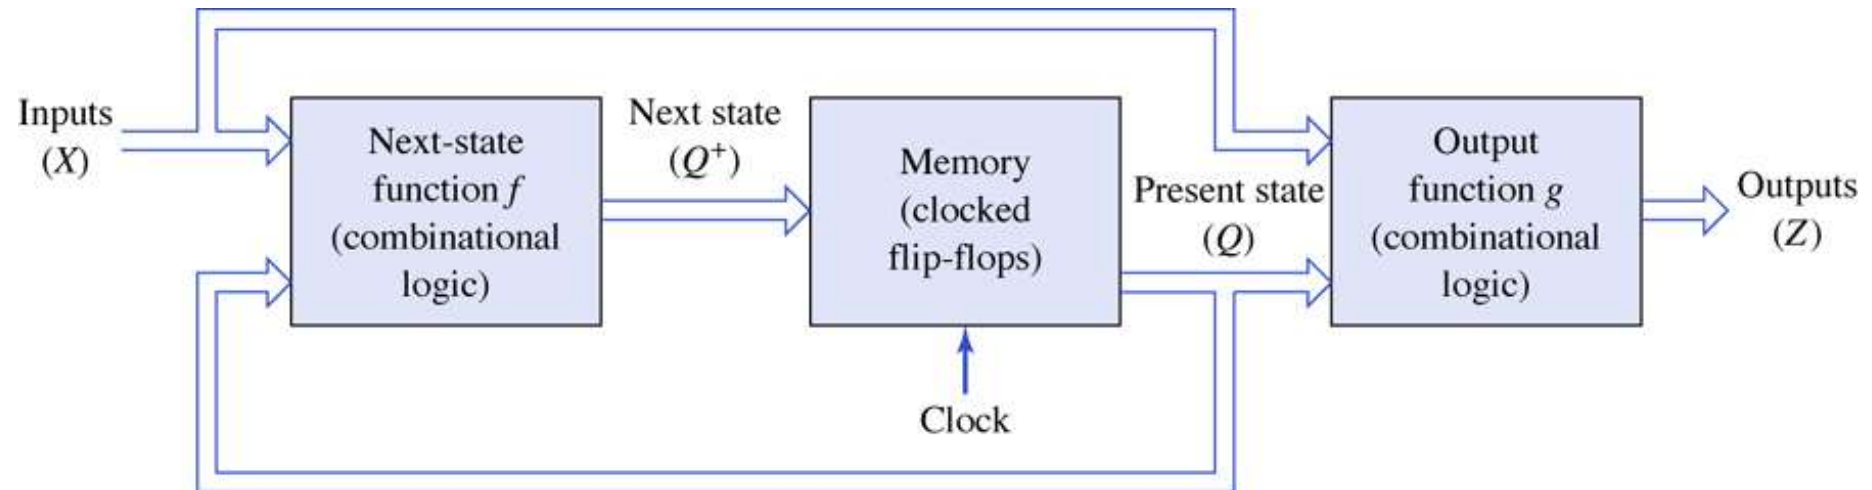 Inputs
(X)
Next-state
function f
(combinational
logic)
Next state
(Q⁺)
Memory
(clocked
flip-flops)
Clock
Present state
(Q)
Output
function g
(combinational
logic)
Outputs
(Z)